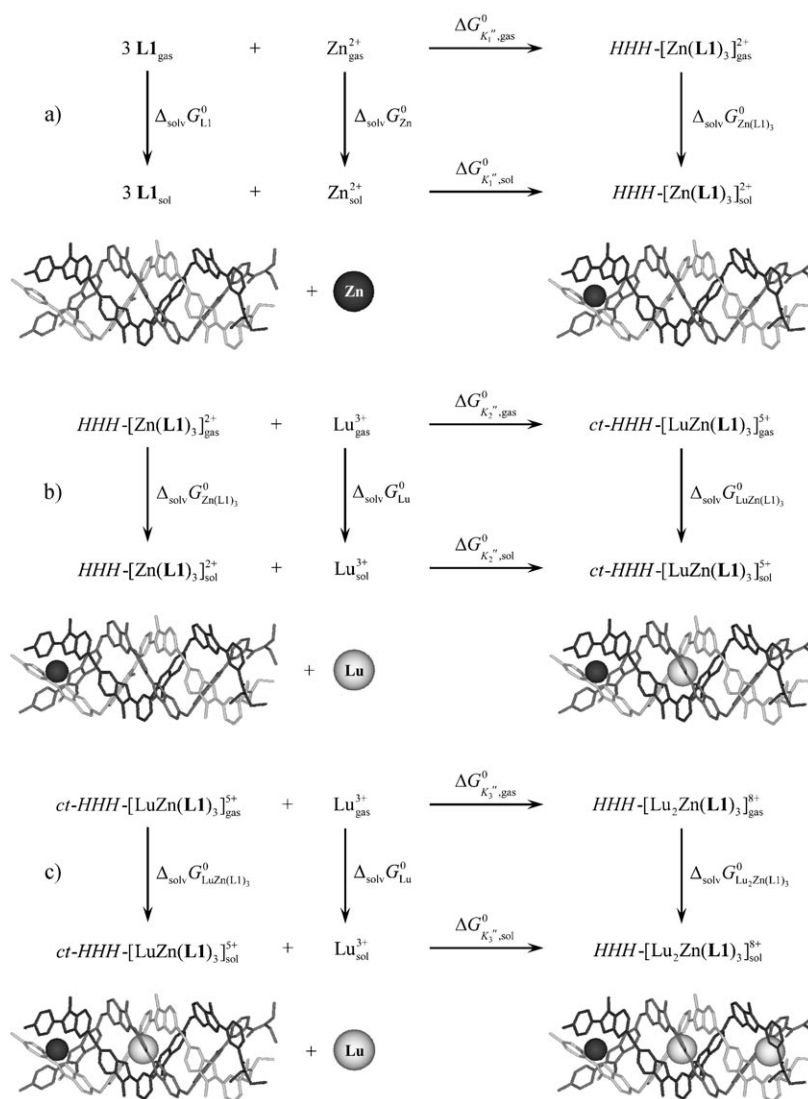 3 L1gas + Zn²⁺gas ΔG⁰K₁″,gas HHH-[Zn(L1)₃]²⁺gas
a) ΔsolvG⁰L1 ΔsolvG⁰Zn ΔsolvG⁰Zn(L1)₃
3 L1sol + Zn²⁺sol ΔG⁰K₁″,sol HHH-[Zn(L1)₃]²⁺sol
+ Zn
HHH-[Zn(L1)₃]²⁺gas + Lu³⁺gas ΔG⁰K₂″,gas ct-HHH-[LuZn(L1)₃]⁵⁺gas
b) ΔsolvG⁰Zn(L1)₃ ΔsolvG⁰Lu ΔsolvG⁰LuZn(L1)₃
HHH-[Zn(L1)₃]²⁺sol + Lu³⁺sol ΔG⁰K₂″,sol ct-HHH-[LuZn(L1)₃]⁵⁺sol
+ Lu
ct-HHH-[LuZn(L1)₃]⁵⁺gas + Lu³⁺gas ΔG⁰K₃″,gas HHH-[Lu₂Zn(L1)₃]⁸⁺gas
c) ΔsolvG⁰LuZn(L1)₃ ΔsolvG⁰Lu ΔsolvG⁰Lu₂Zn(L1)₃
ct-HHH-[LuZn(L1)₃]⁵⁺sol + Lu³⁺sol ΔG⁰K₃″,sol HHH-[Lu₂Zn(L1)₃]⁸⁺sol
+ Lu